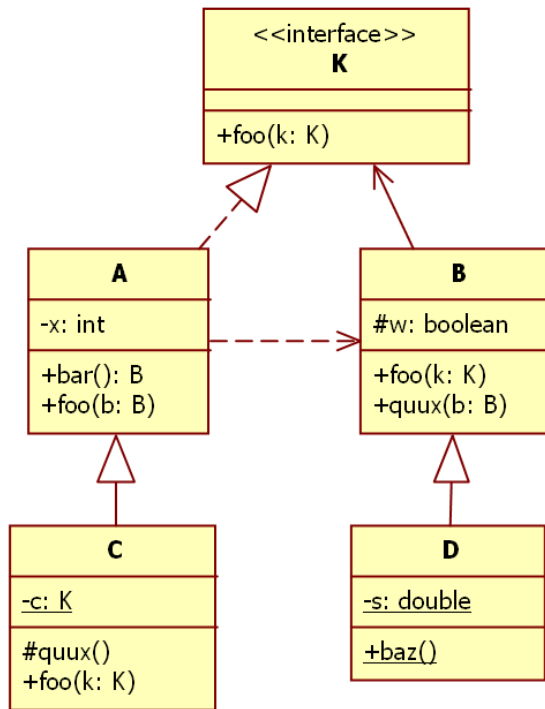 <<interface>>
K
+foo(k: K)
A
-x: int
+bar(): B
+foo(b: B)
B
#w: boolean
+foo(k: K)
+quux(b: B)
C
-c: K
#quux()
+foo(k: K)
D
-s: double
+baz()